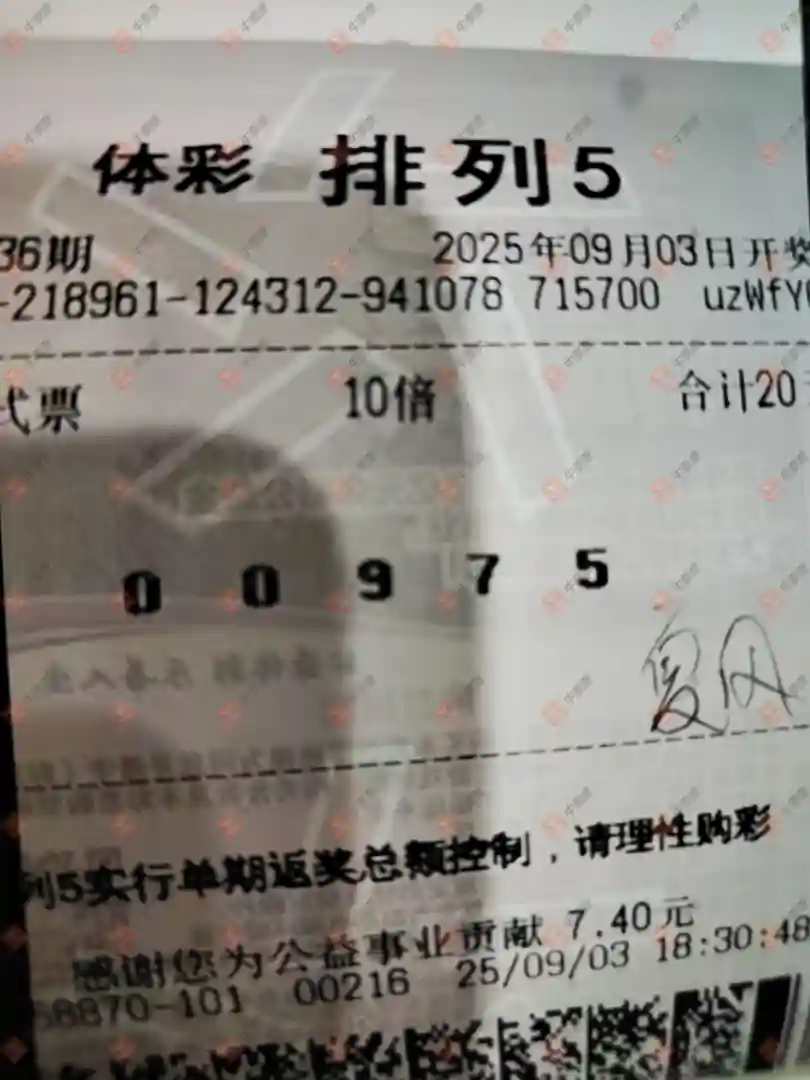 体彩 排列5
36期 2025年09月03日开奖
-218961-124312-941078 715700 uzWfY
式票 10倍 合计20
0 0 9 7 5
列5实行单期返奖总额控制，请理性购彩
感谢您为公益事业贡献 7.40元
58870-101 00216 25/09/03 18:30:48